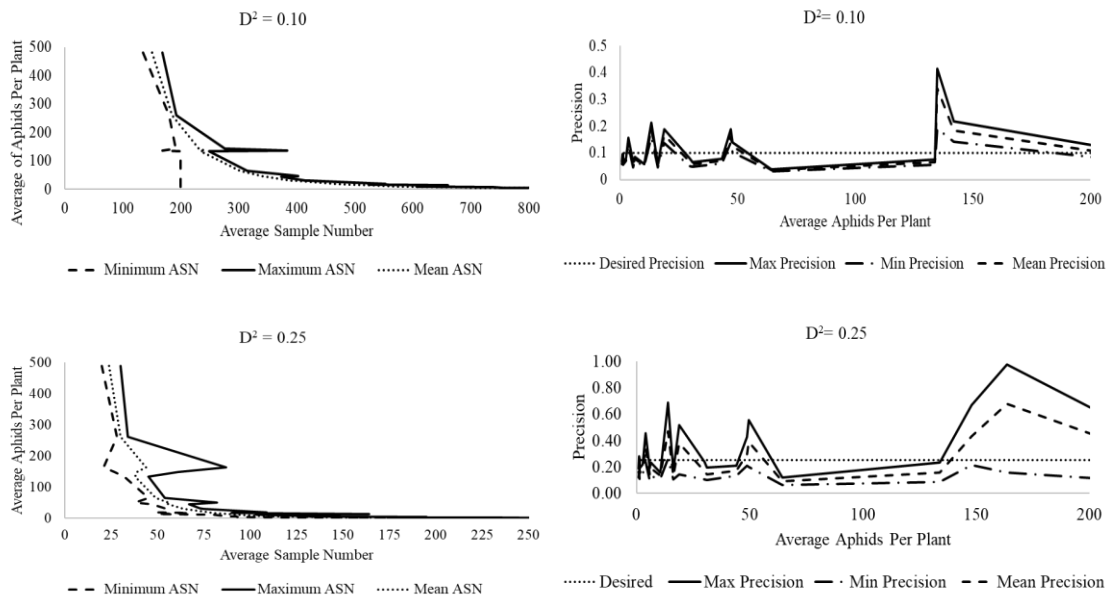 D² = 0.10
Average of Aphids Per Plant
500
400
300
200
100
0
0 100 200 300 400 500 600 700 800
Average Sample Number
Minimum ASN Maximum ASN Mean ASN
D²= 0.10
Precision
0.5
0.4
0.3
0.2
0.1
0
0 50 100 150 200
Average Aphids Per Plant
Desired Precision Max Precision Min Precision Mean Precision
D² = 0.25
Average Aphids Per Plant
500
400
300
200
100
0
0 25 50 75 100 125 150 175 200 225 250
Average Sample Number
Minimum ASN Maximum ASN Mean ASN
D²= 0.25
Precision
1.00
0.80
0.60
0.40
0.20
0.00
0 50 100 150 200
Average Aphids Per Plant
Desired Max Precision Min Precision Mean Precision